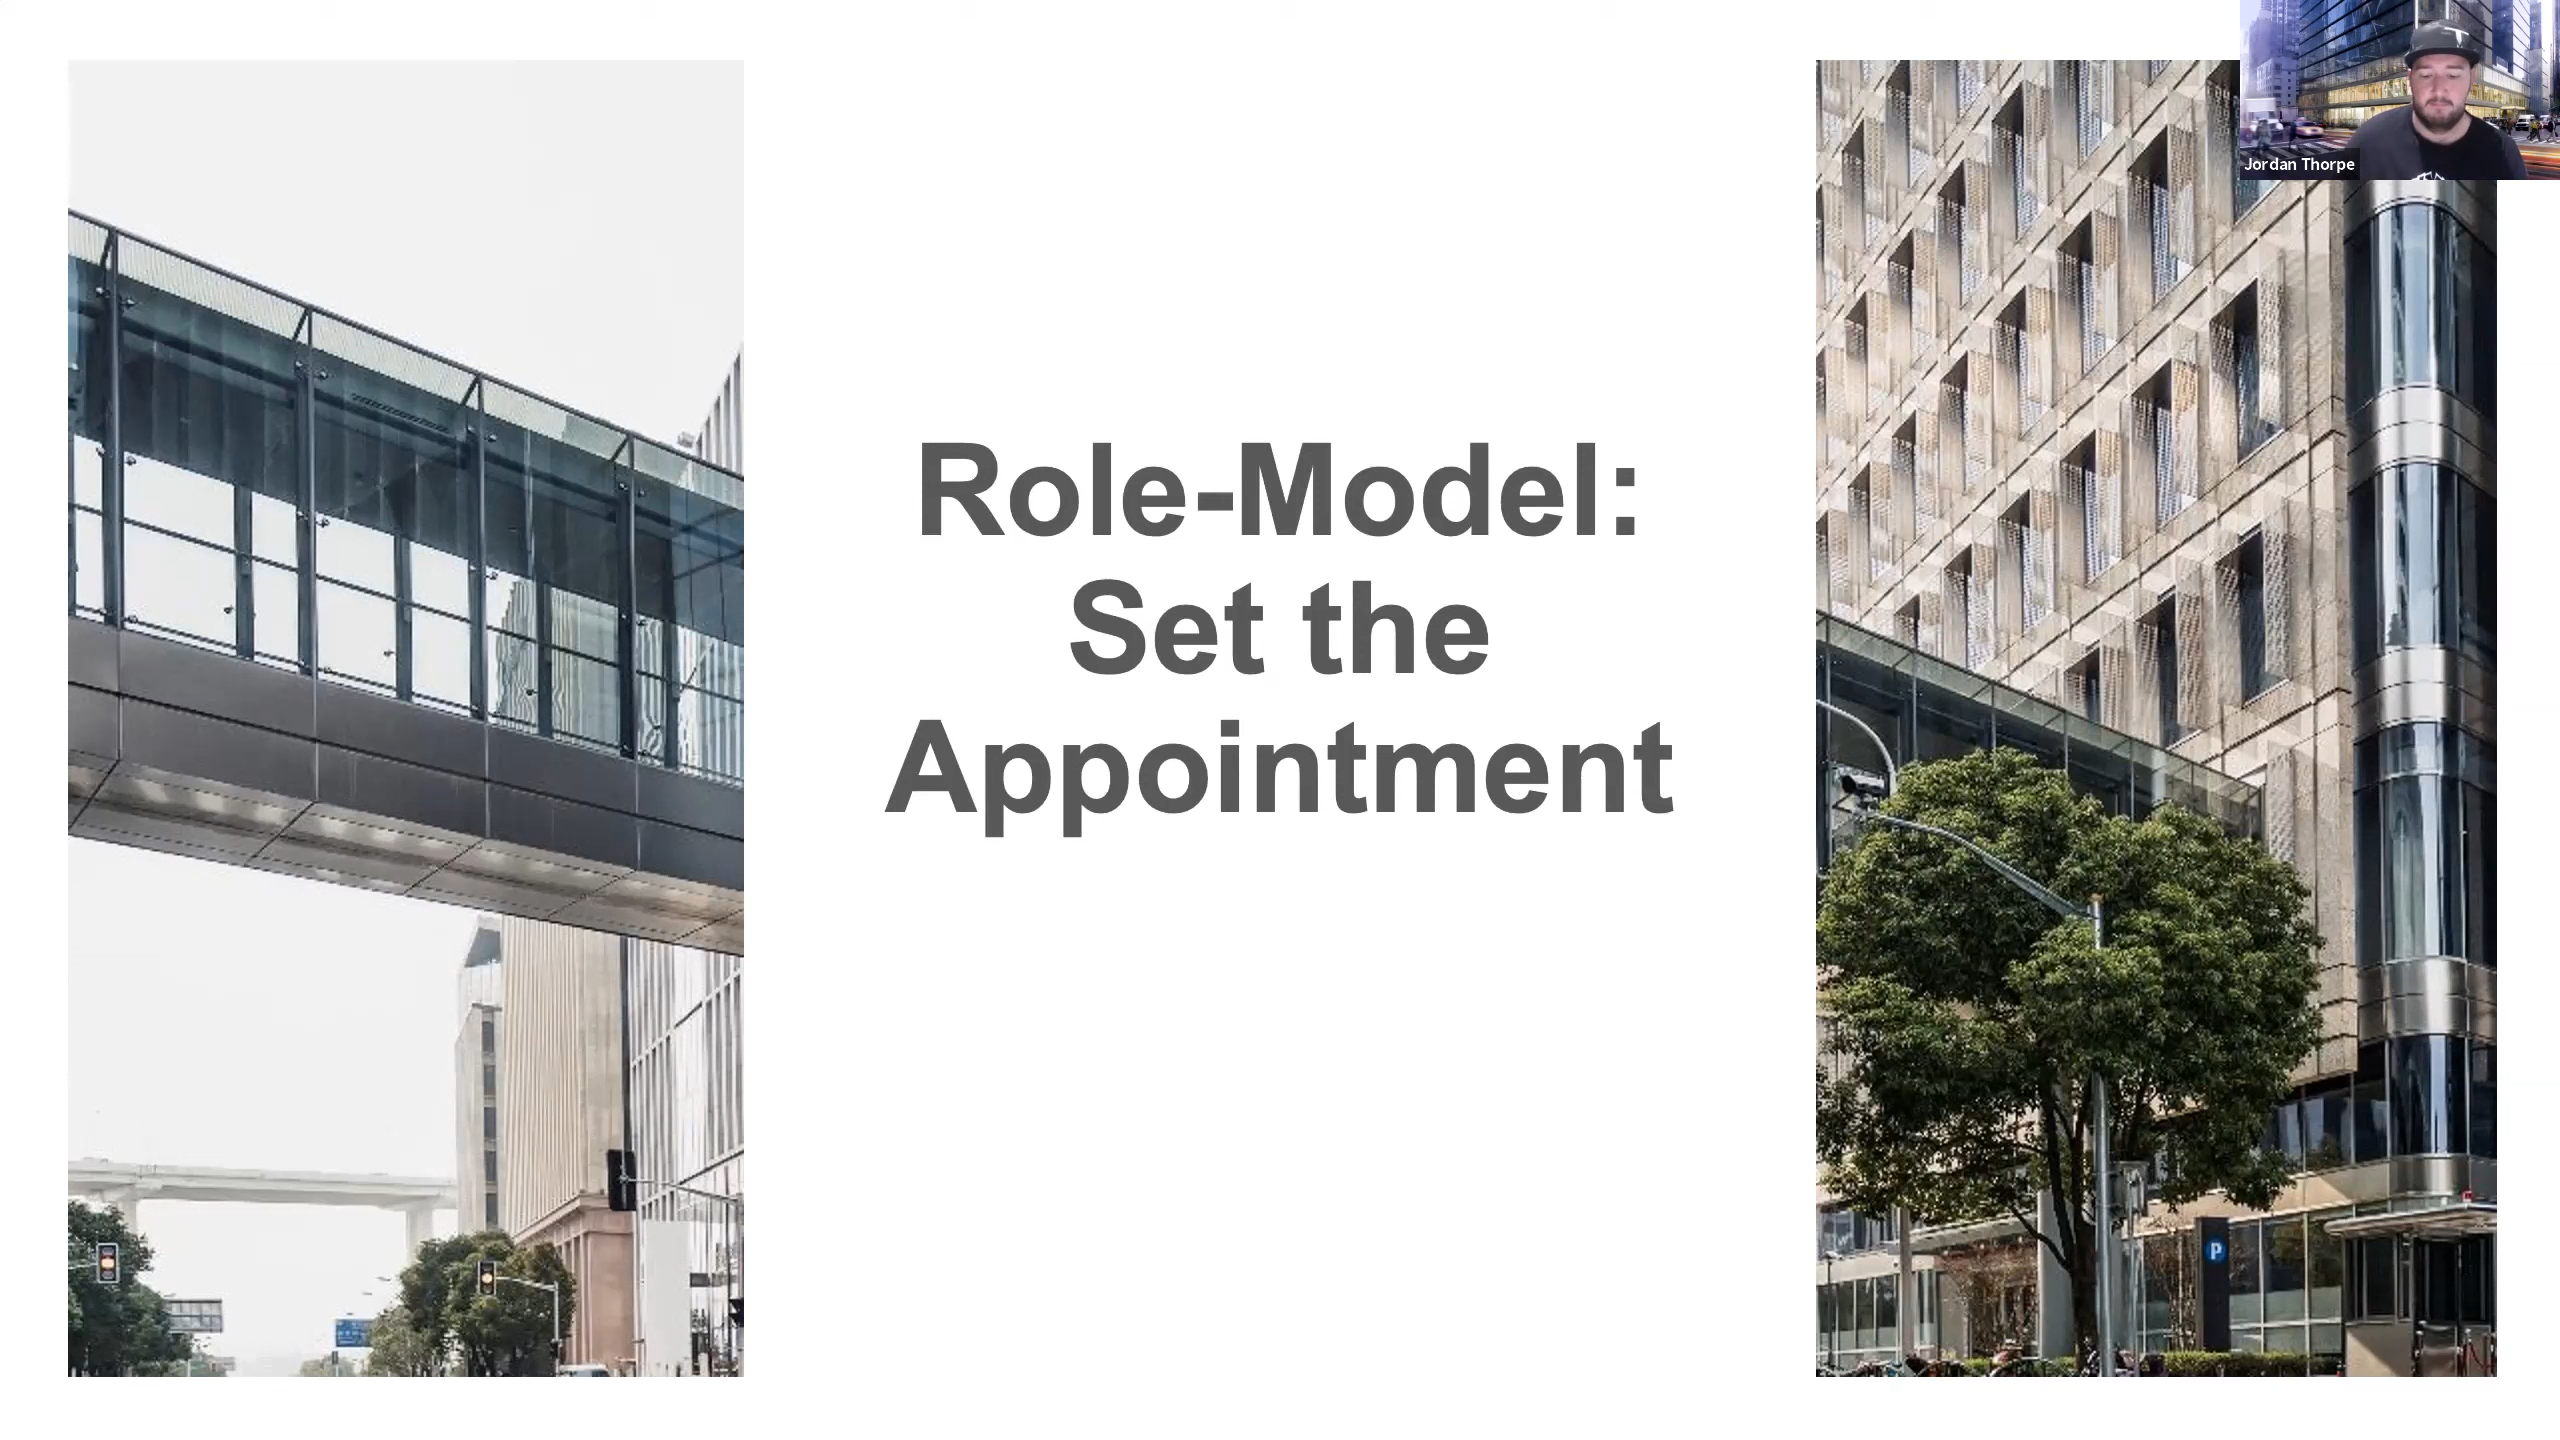 Jordan Thorpe
Role-Model:
Set the
Appointment
P